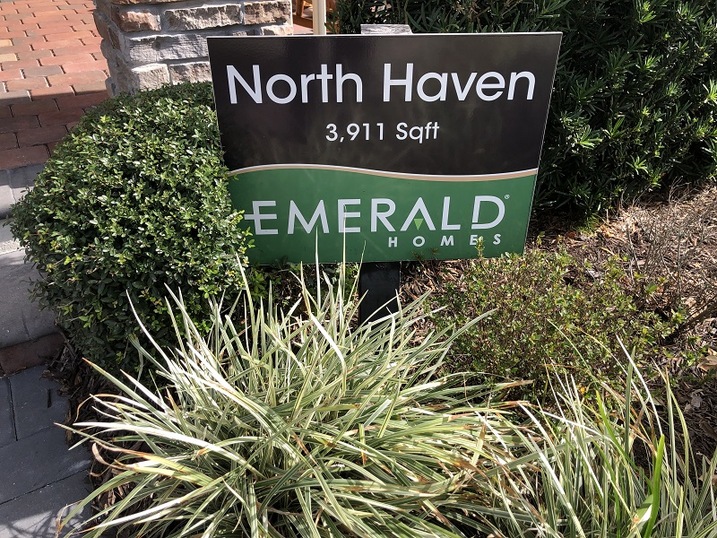 North Haven
3,911 Sqft
EMERALD®
HOMES